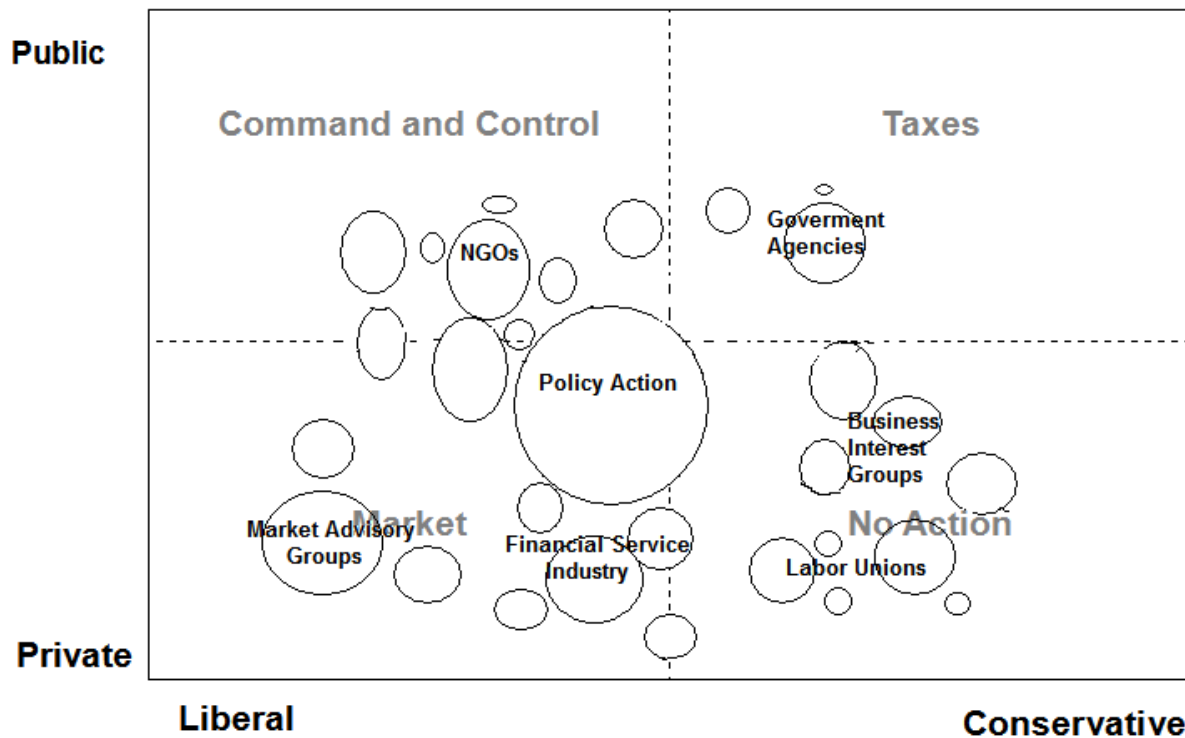 Public
Command and Control
Taxes
NGOs
Goverment
Agencies
Policy Action
Business
Interest
Groups
Market
No Action
Market Advisory
Groups
Financial Service
Industry
Labor Unions
Private
Liberal
Conservative